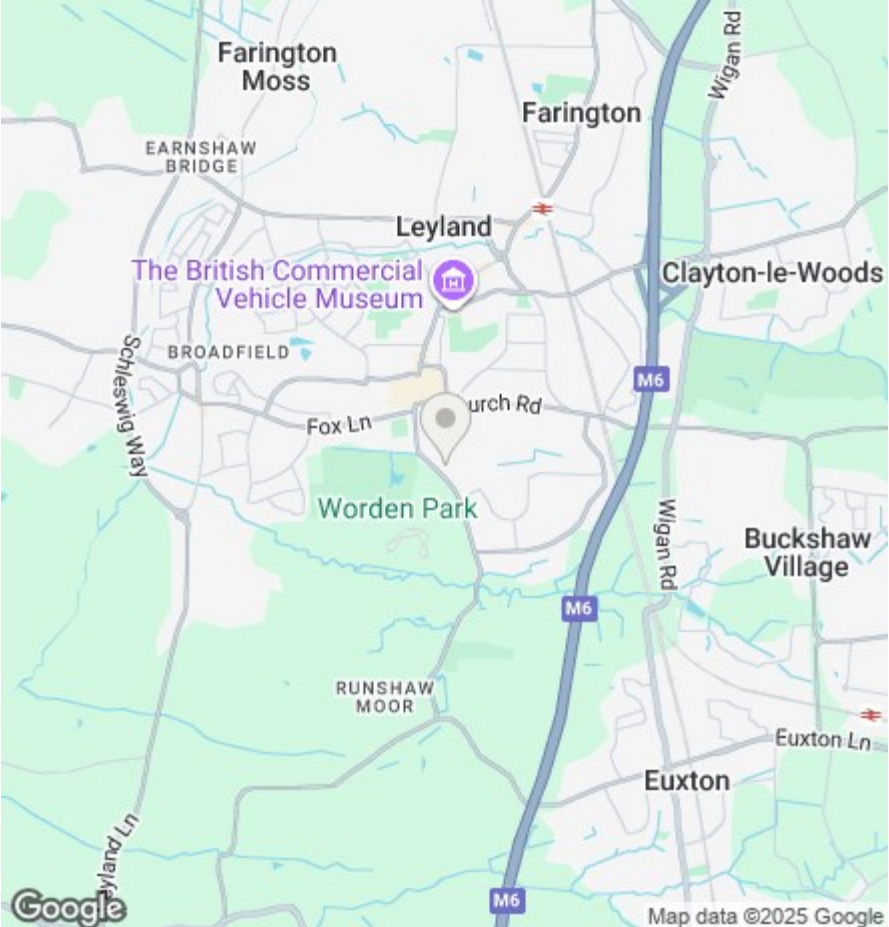 Farington
Moss
Wigan Rd
Farington
EARNSHAW
BRIDGE
Leyland
The British Commercial
Vehicle Museum
Clayton-le-Woods
Schleswig Way
BROADFIELD
M6
urch Rd
Fox Ln
Worden Park
Wigan Rd
Buckshaw
Village
M6
RUNSHAW
MOOR
Euxton Ln
Euxton
eyland Ln
M6
Google
Map data ©2025 Google